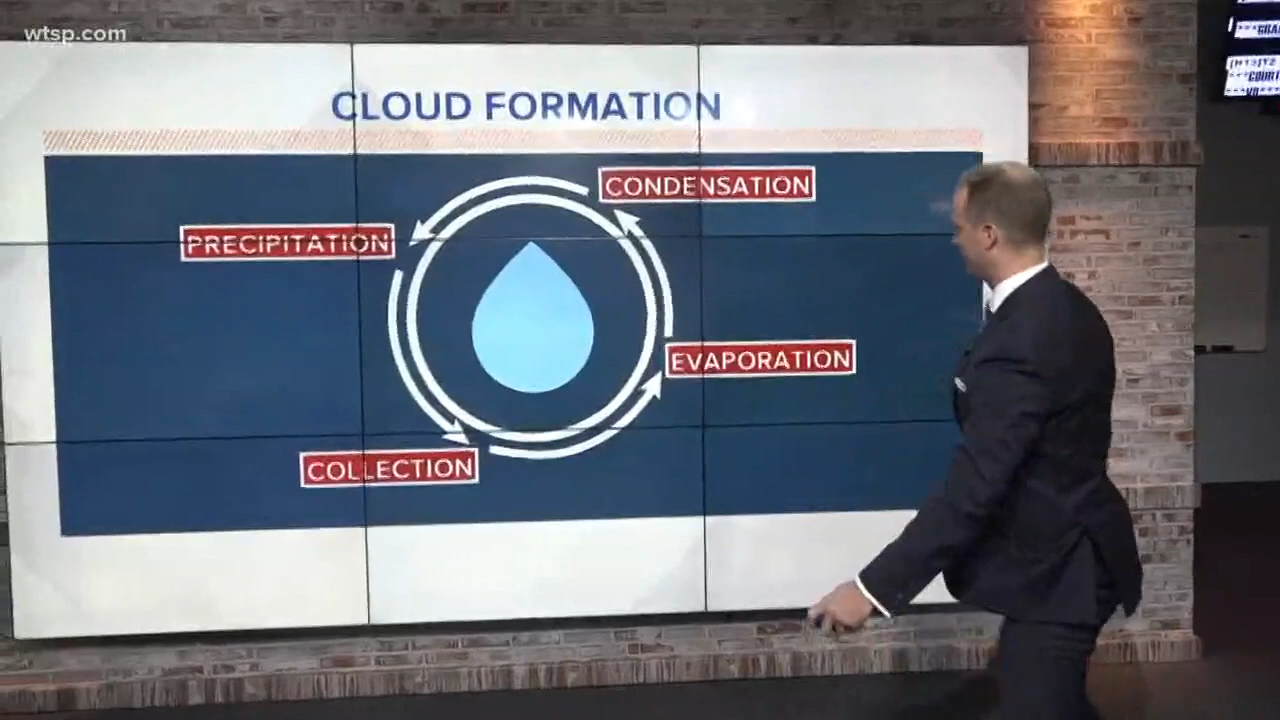 wtsp.com
CLOUD FORMATION
CONDENSATION
PRECIPITATION
EVAPORATION
COLLECTION